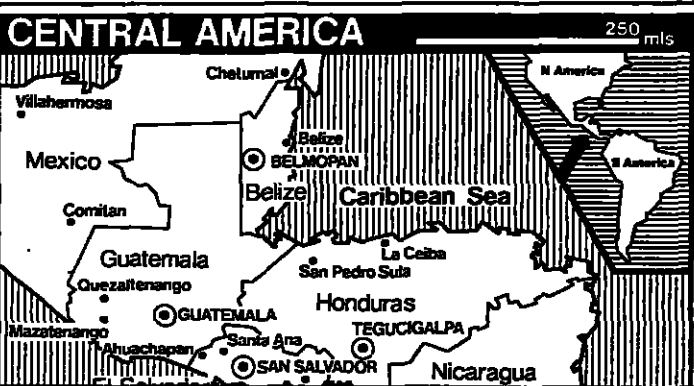 CENTRAL AMERICA
250 mls
Chetumal
N America
Villahermosa
Belize
BELMOPAN
Mexico
S America
Belize
Caribbean Sea
Comitan
Guatemala
La Ceiba
San Pedro Sula
Quezaltenango
Honduras
GUATEMALA
TEGUCIGALPA
Mazatenango
Santa Ana
Ahuachapan
SAN SALVADOR
Nicaragua